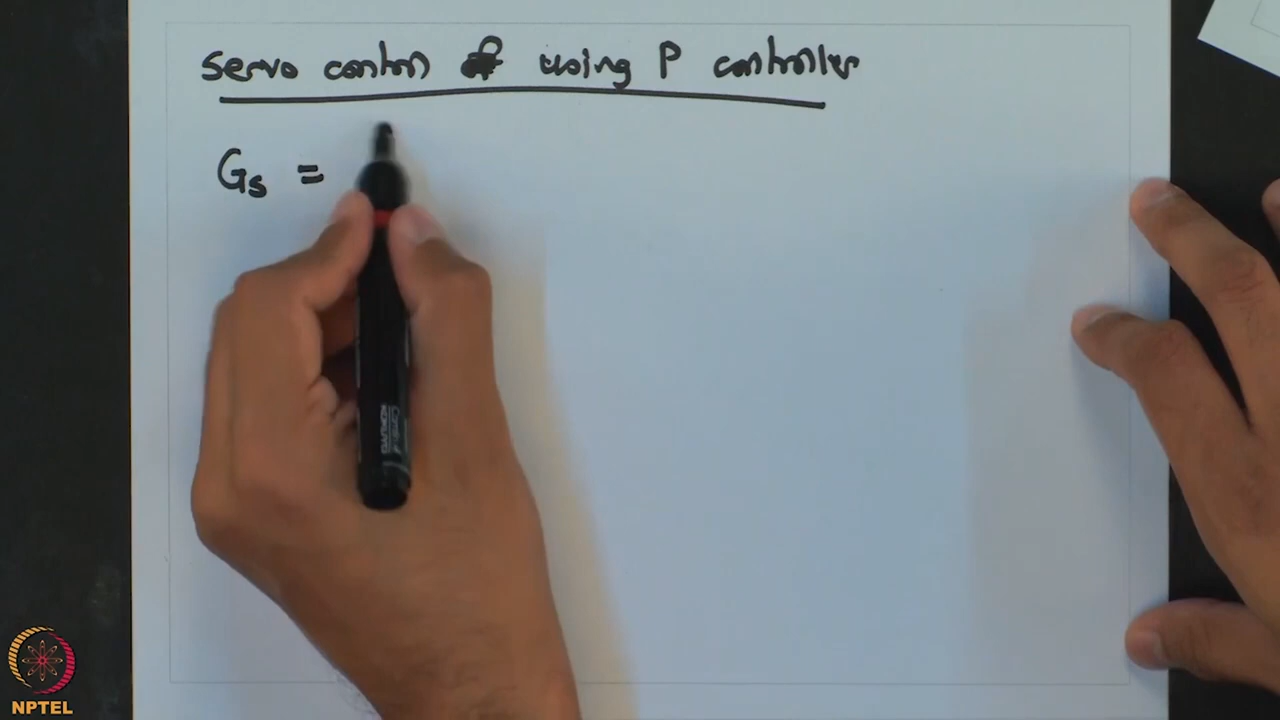 Servo control using P controller
Gs =
NPTEL